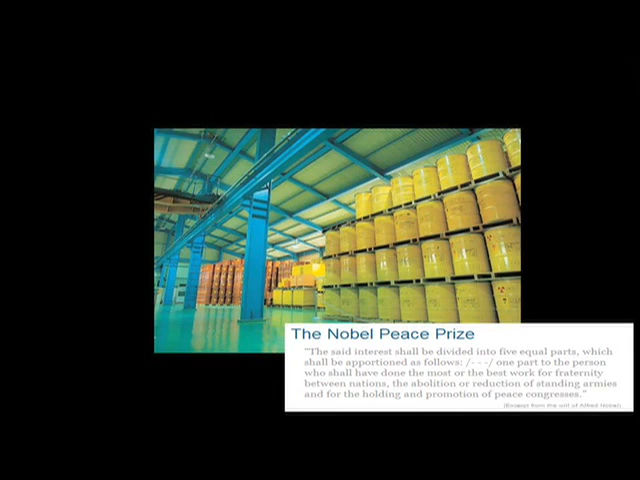 The Nobel Peace Prize
"The said interest shall be divided into five equal parts, which
shall be apportioned as follows: /- - -/ one part to the person
who shall have done the most or the best work for fraternity
between nations, the abolition or reduction of standing armies
and for the holding and promotion of peace congresses."
(Excerpt from the will of Alfred Nobel)